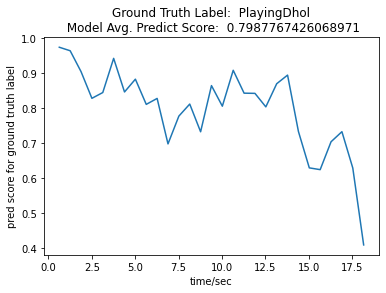 Ground Truth Label:  PlayingDhol
Model Avg. Predict Score:  0.7987767426068971
1.0
0.9
0.8
0.7
0.6
0.5
0.4
pred score for ground truth label
0.0 2.5 5.0 7.5 10.0 12.5 15.0 17.5
time/sec